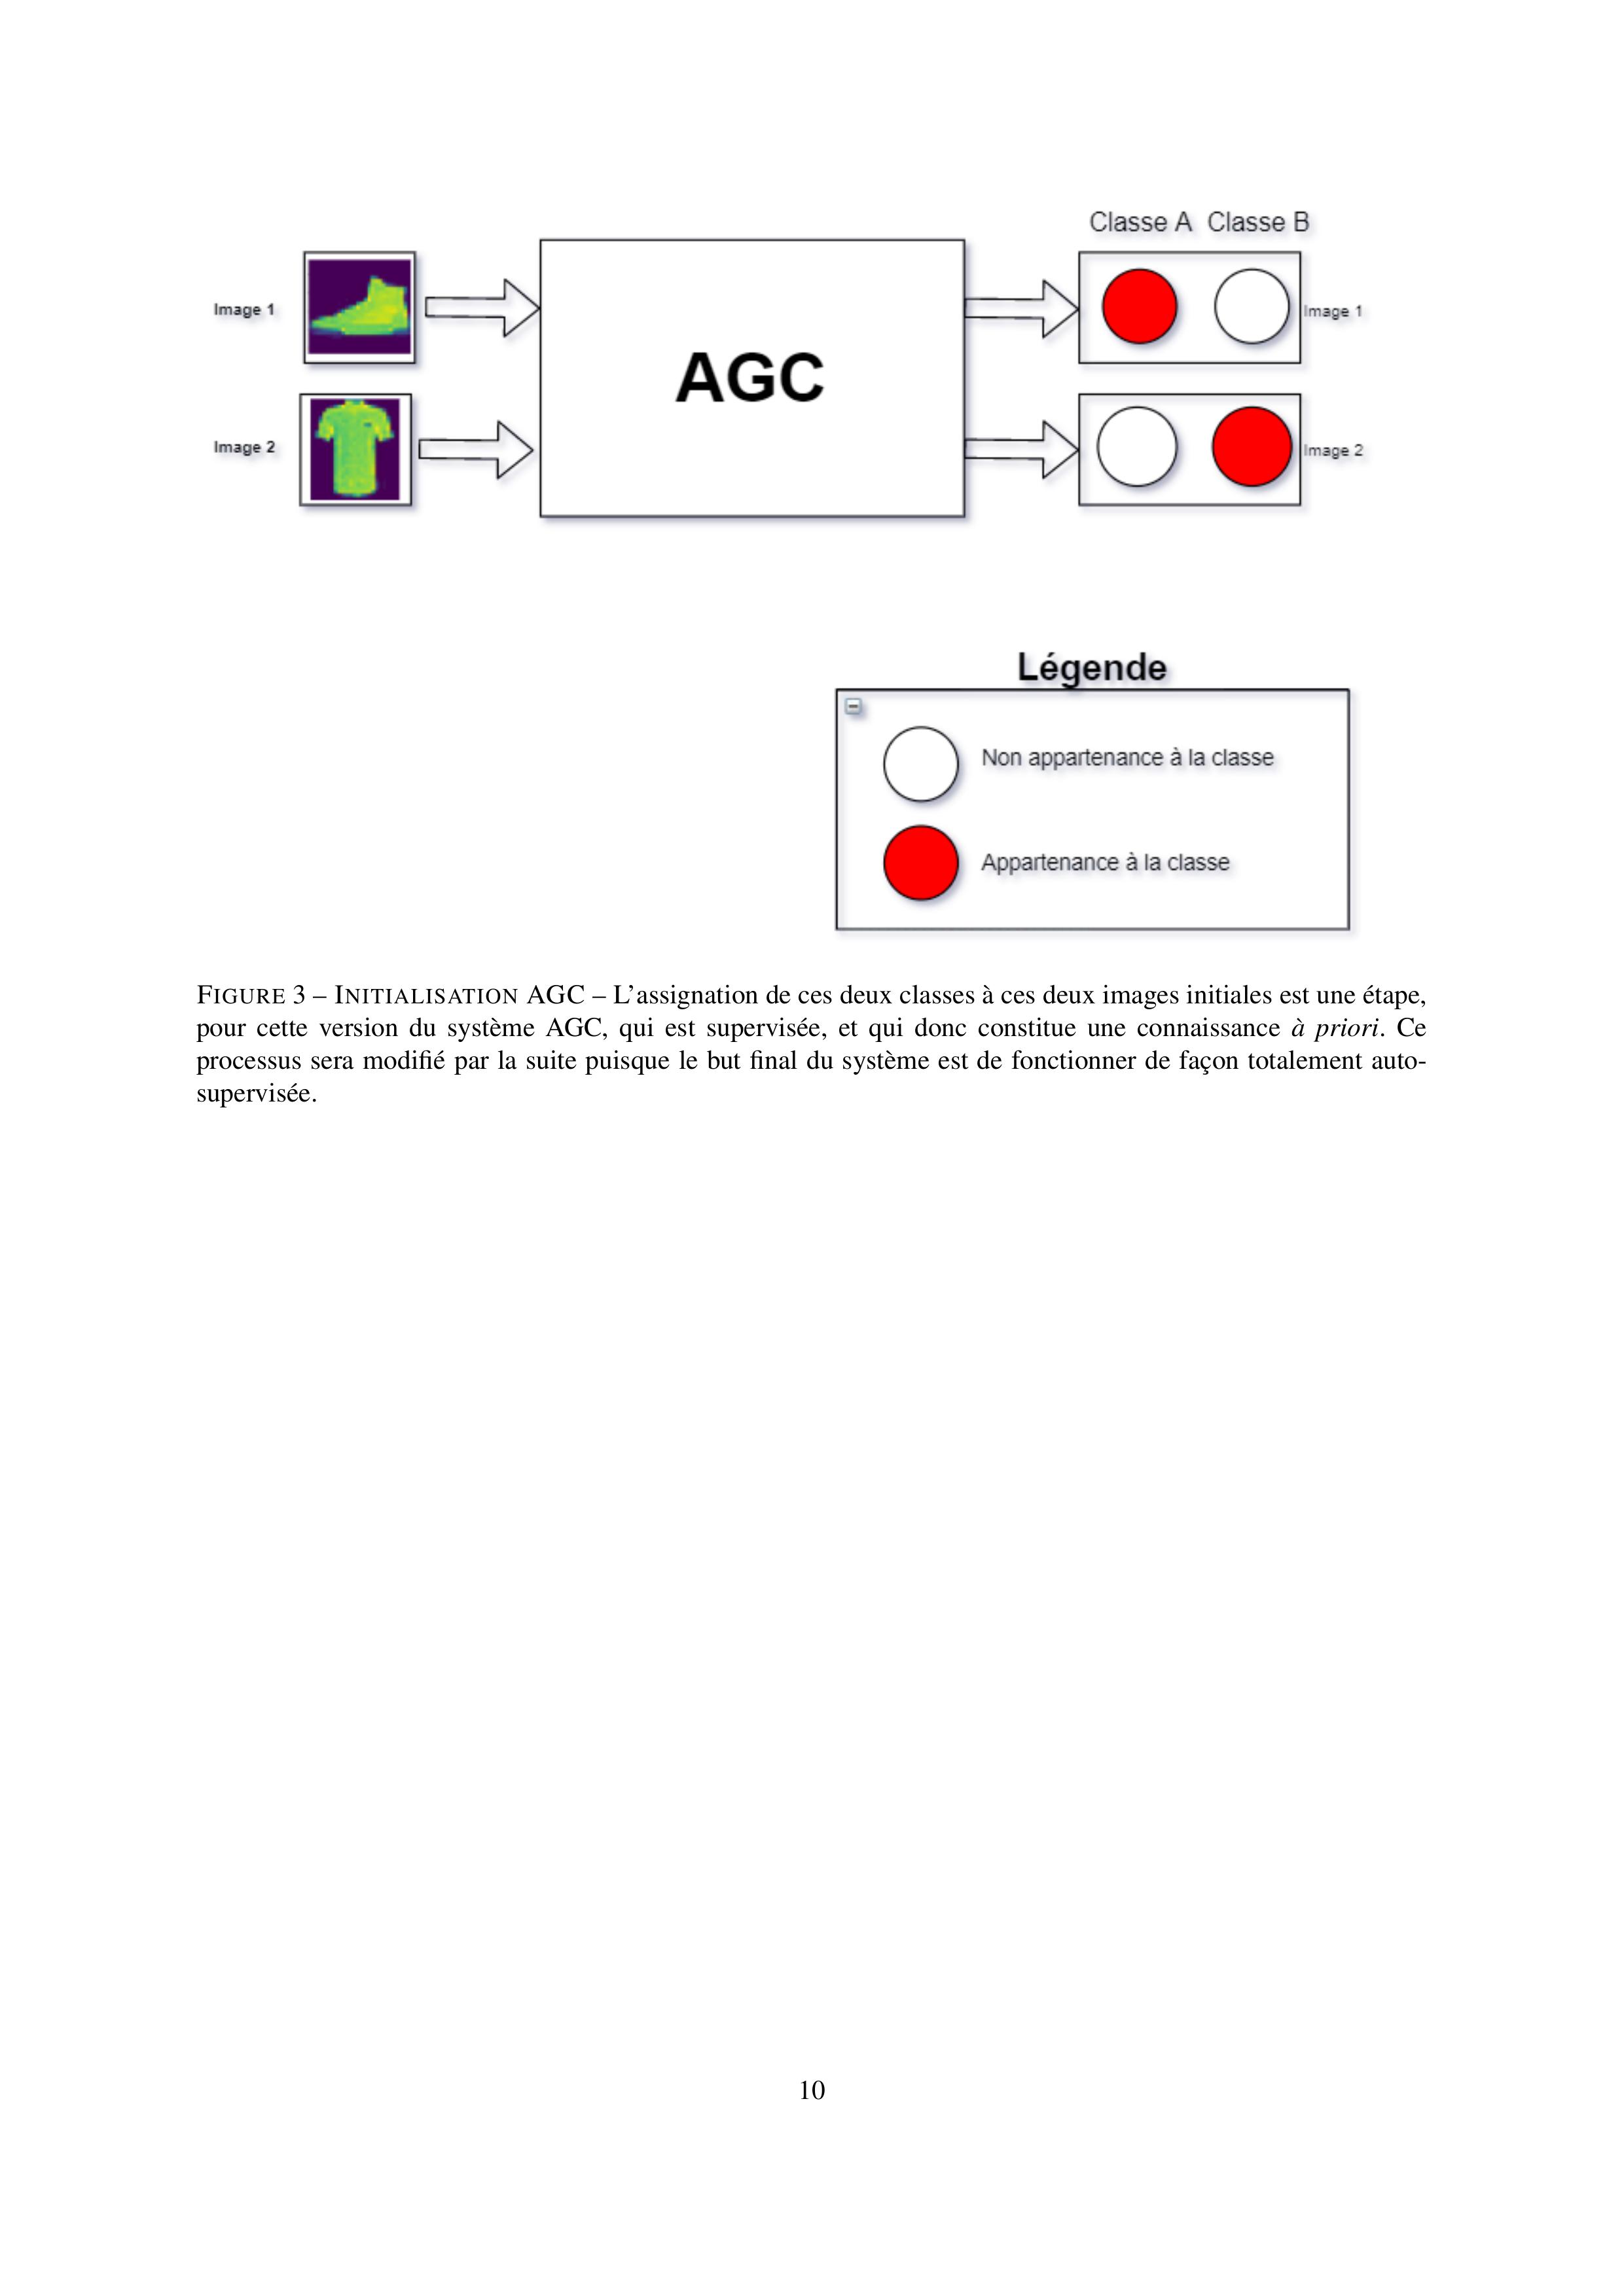 Classe A Classe B
Image 1
Image 1
AGC
Image 2
Image 2
Légende
Non appartenance à la classe
Appartenance à la classe
FIGURE 3 – INITIALISATION AGC – L'assignation de ces deux classes à ces deux images initiales est une étape,
pour cette version du système AGC, qui est supervisée, et qui donc constitue une connaissance à priori. Ce
processus sera modifié par la suite puisque le but final du système est de fonctionner de façon totalement auto-
supervisée.
10